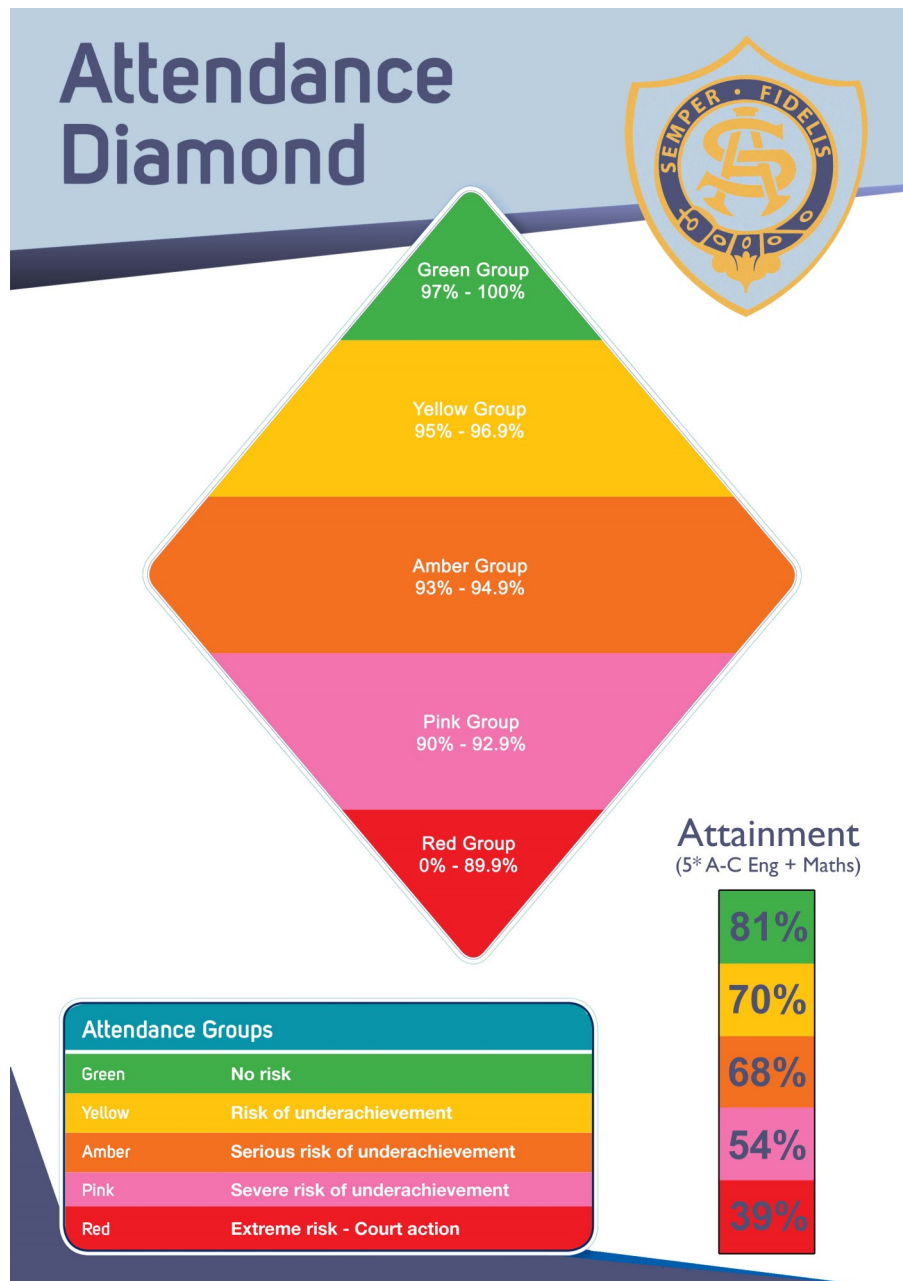 Attendance
Diamond
SEMPER · FIDELIS
Green Group
97% - 100%
Yellow Group
95% - 96.9%
Amber Group
93% - 94.9%
Pink Group
90% - 92.9%
Red Group
0% - 89.9%
Attainment
(5* A-C Eng + Maths)
81%
70%
68%
54%
39%
Attendance Groups
Green No risk
Yellow Risk of underachievement
Amber Serious risk of underachievement
Pink Severe risk of underachievement
Red Extreme risk - Court action